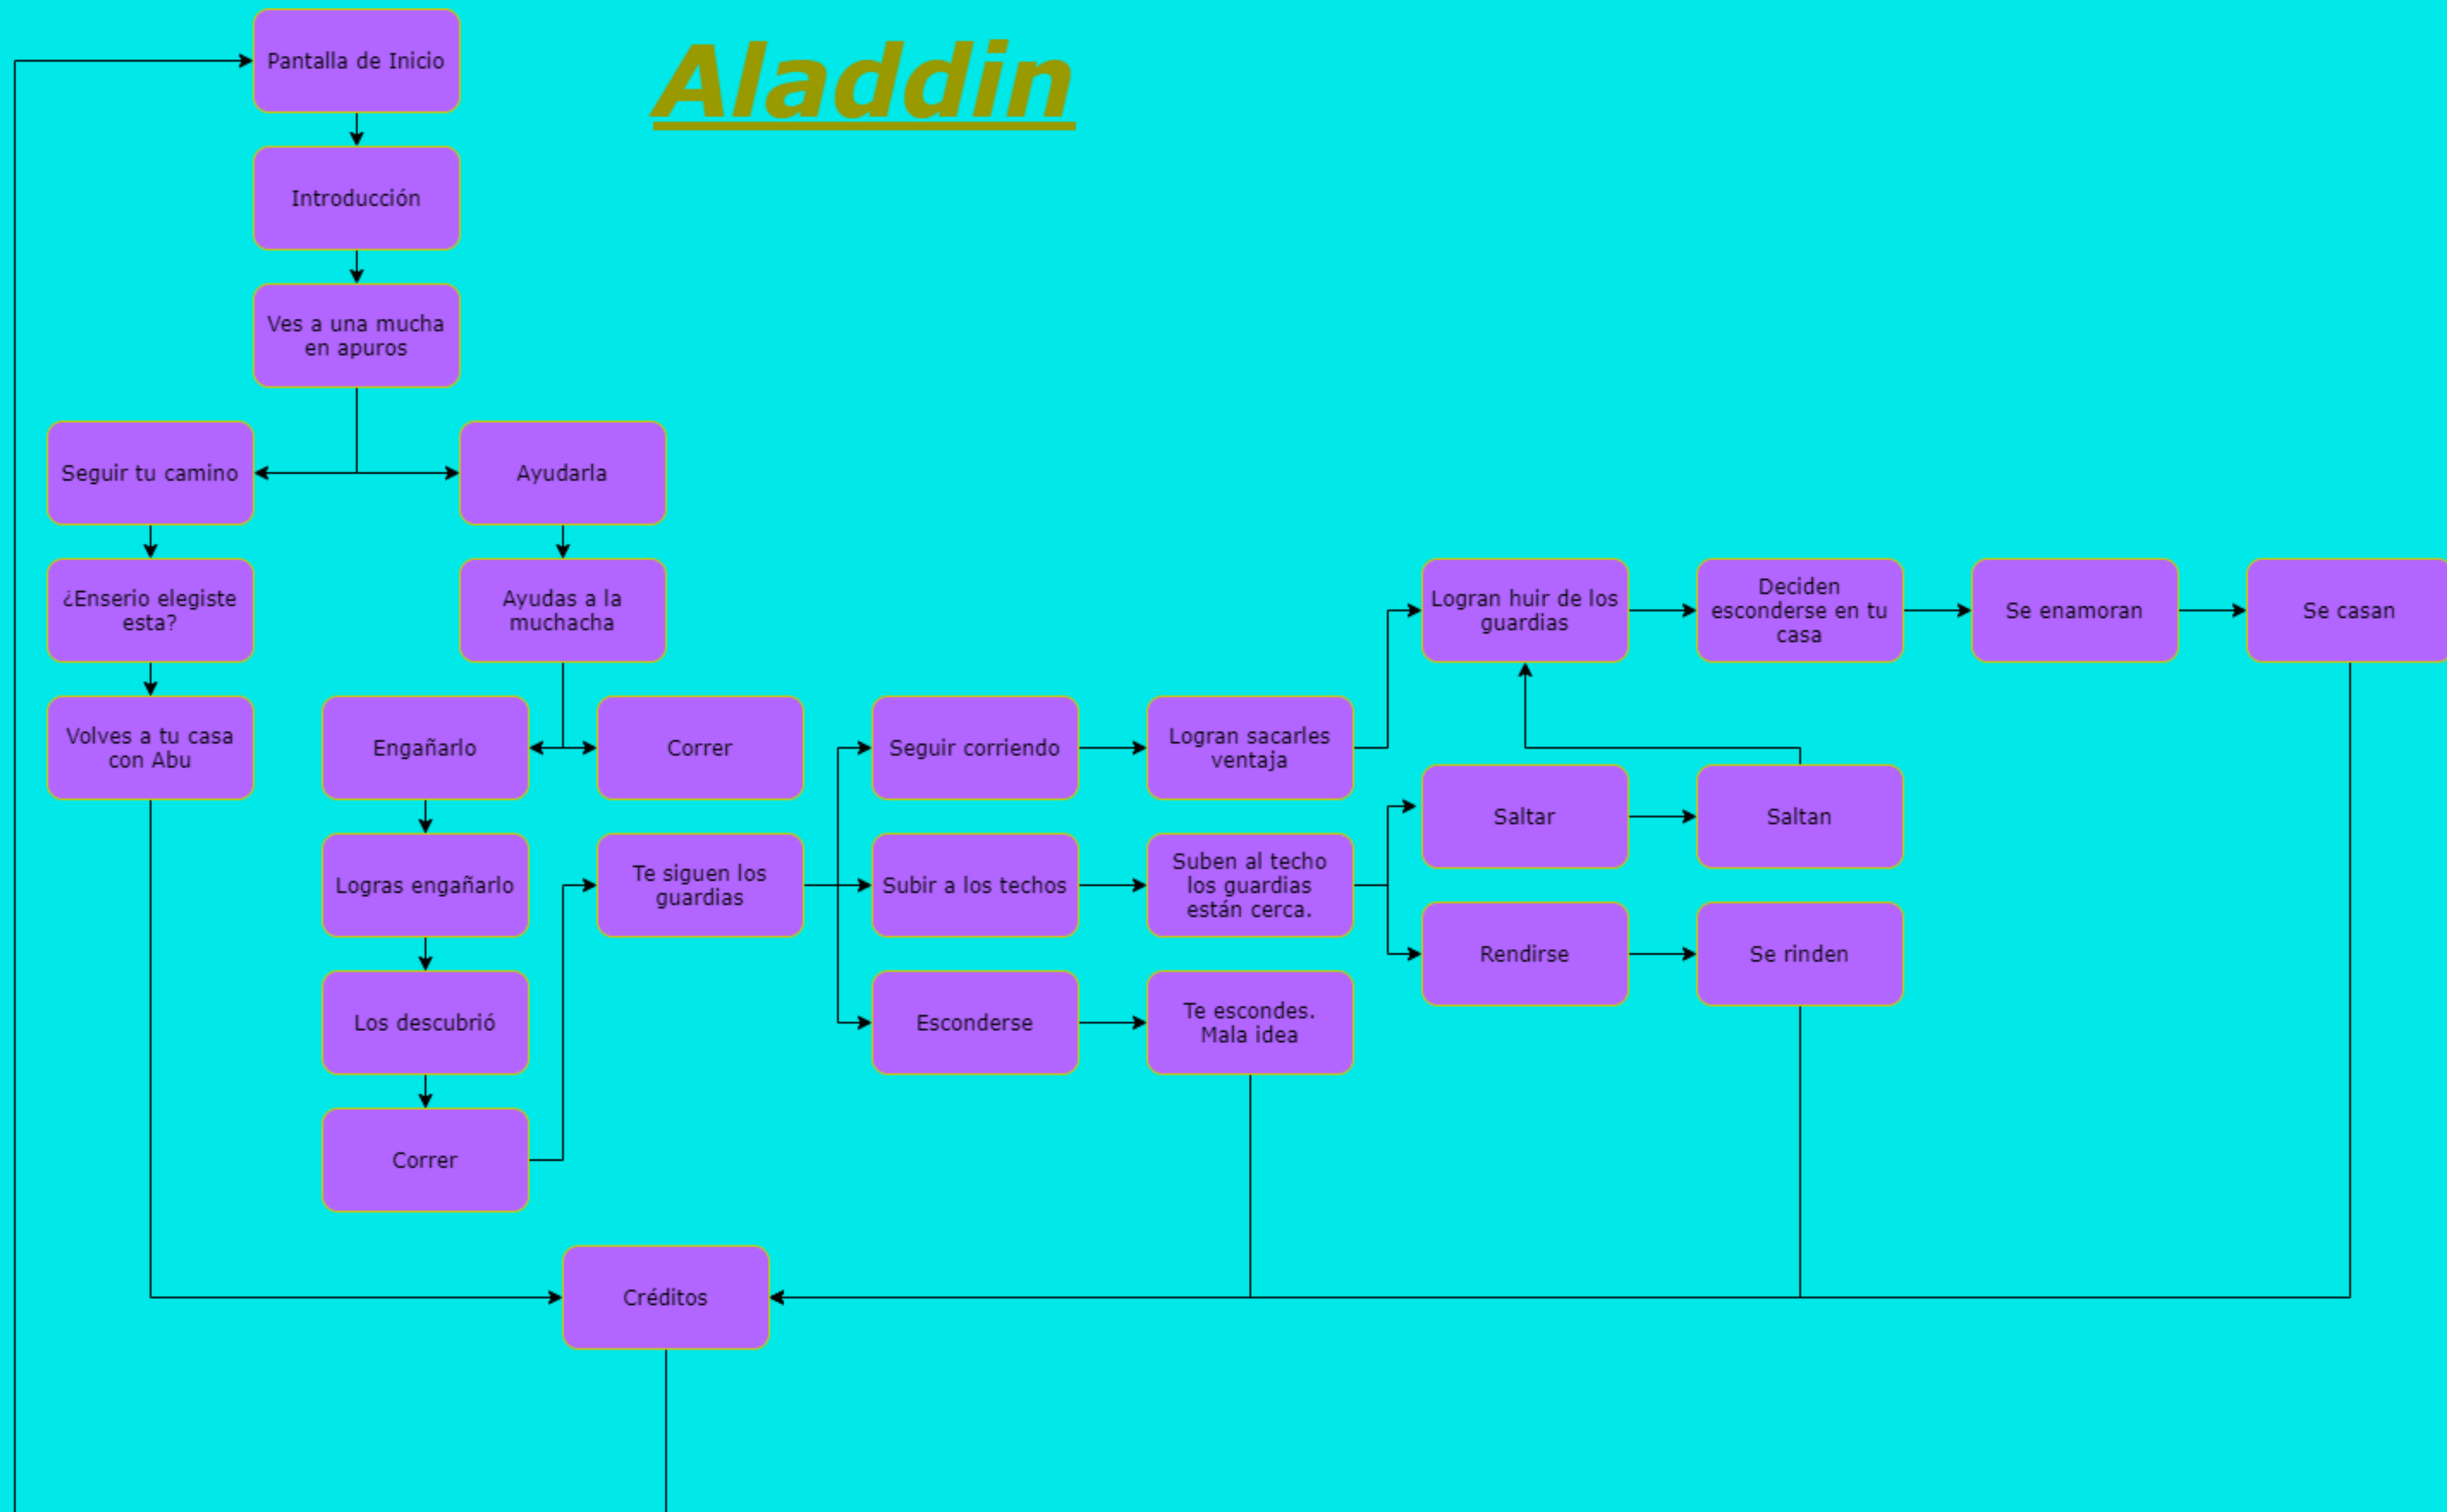 Pantalla de Inicio
Aladdin
Introducción
Ves a una mucha
en apuros
Seguir tu camino
Ayudarla
¿Enserio elegiste
esta?
Ayudas a la
muchacha
Logran huir de los
guardias
Deciden
esconderse en tu
casa
Se enamoran
Se casan
Volves a tu casa
con Abu
Engañarlo
Correr
Seguir corriendo
Logran sacarles
ventaja
Saltar
Saltan
Logras engañarlo
Te siguen los
guardias
Subir a los techos
Suben al techo
los guardias
están cerca.
Rendirse
Se rinden
Los descubrió
Esconderse
Te escondes.
Mala idea
Correr
Créditos